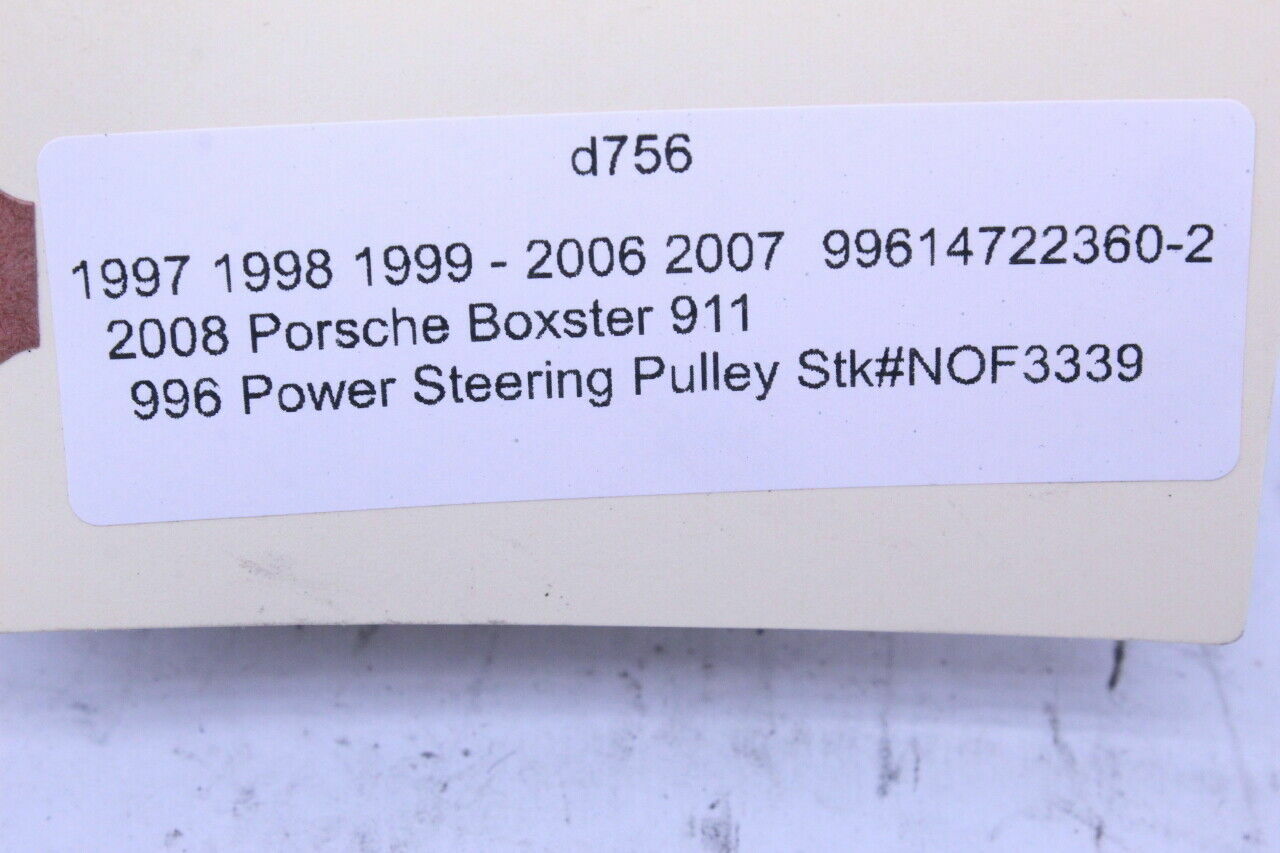 d756
1997 1998 1999 - 2006 2007 99614722360-2
2008 Porsche Boxster 911
996 Power Steering Pulley Stk#NOF3339